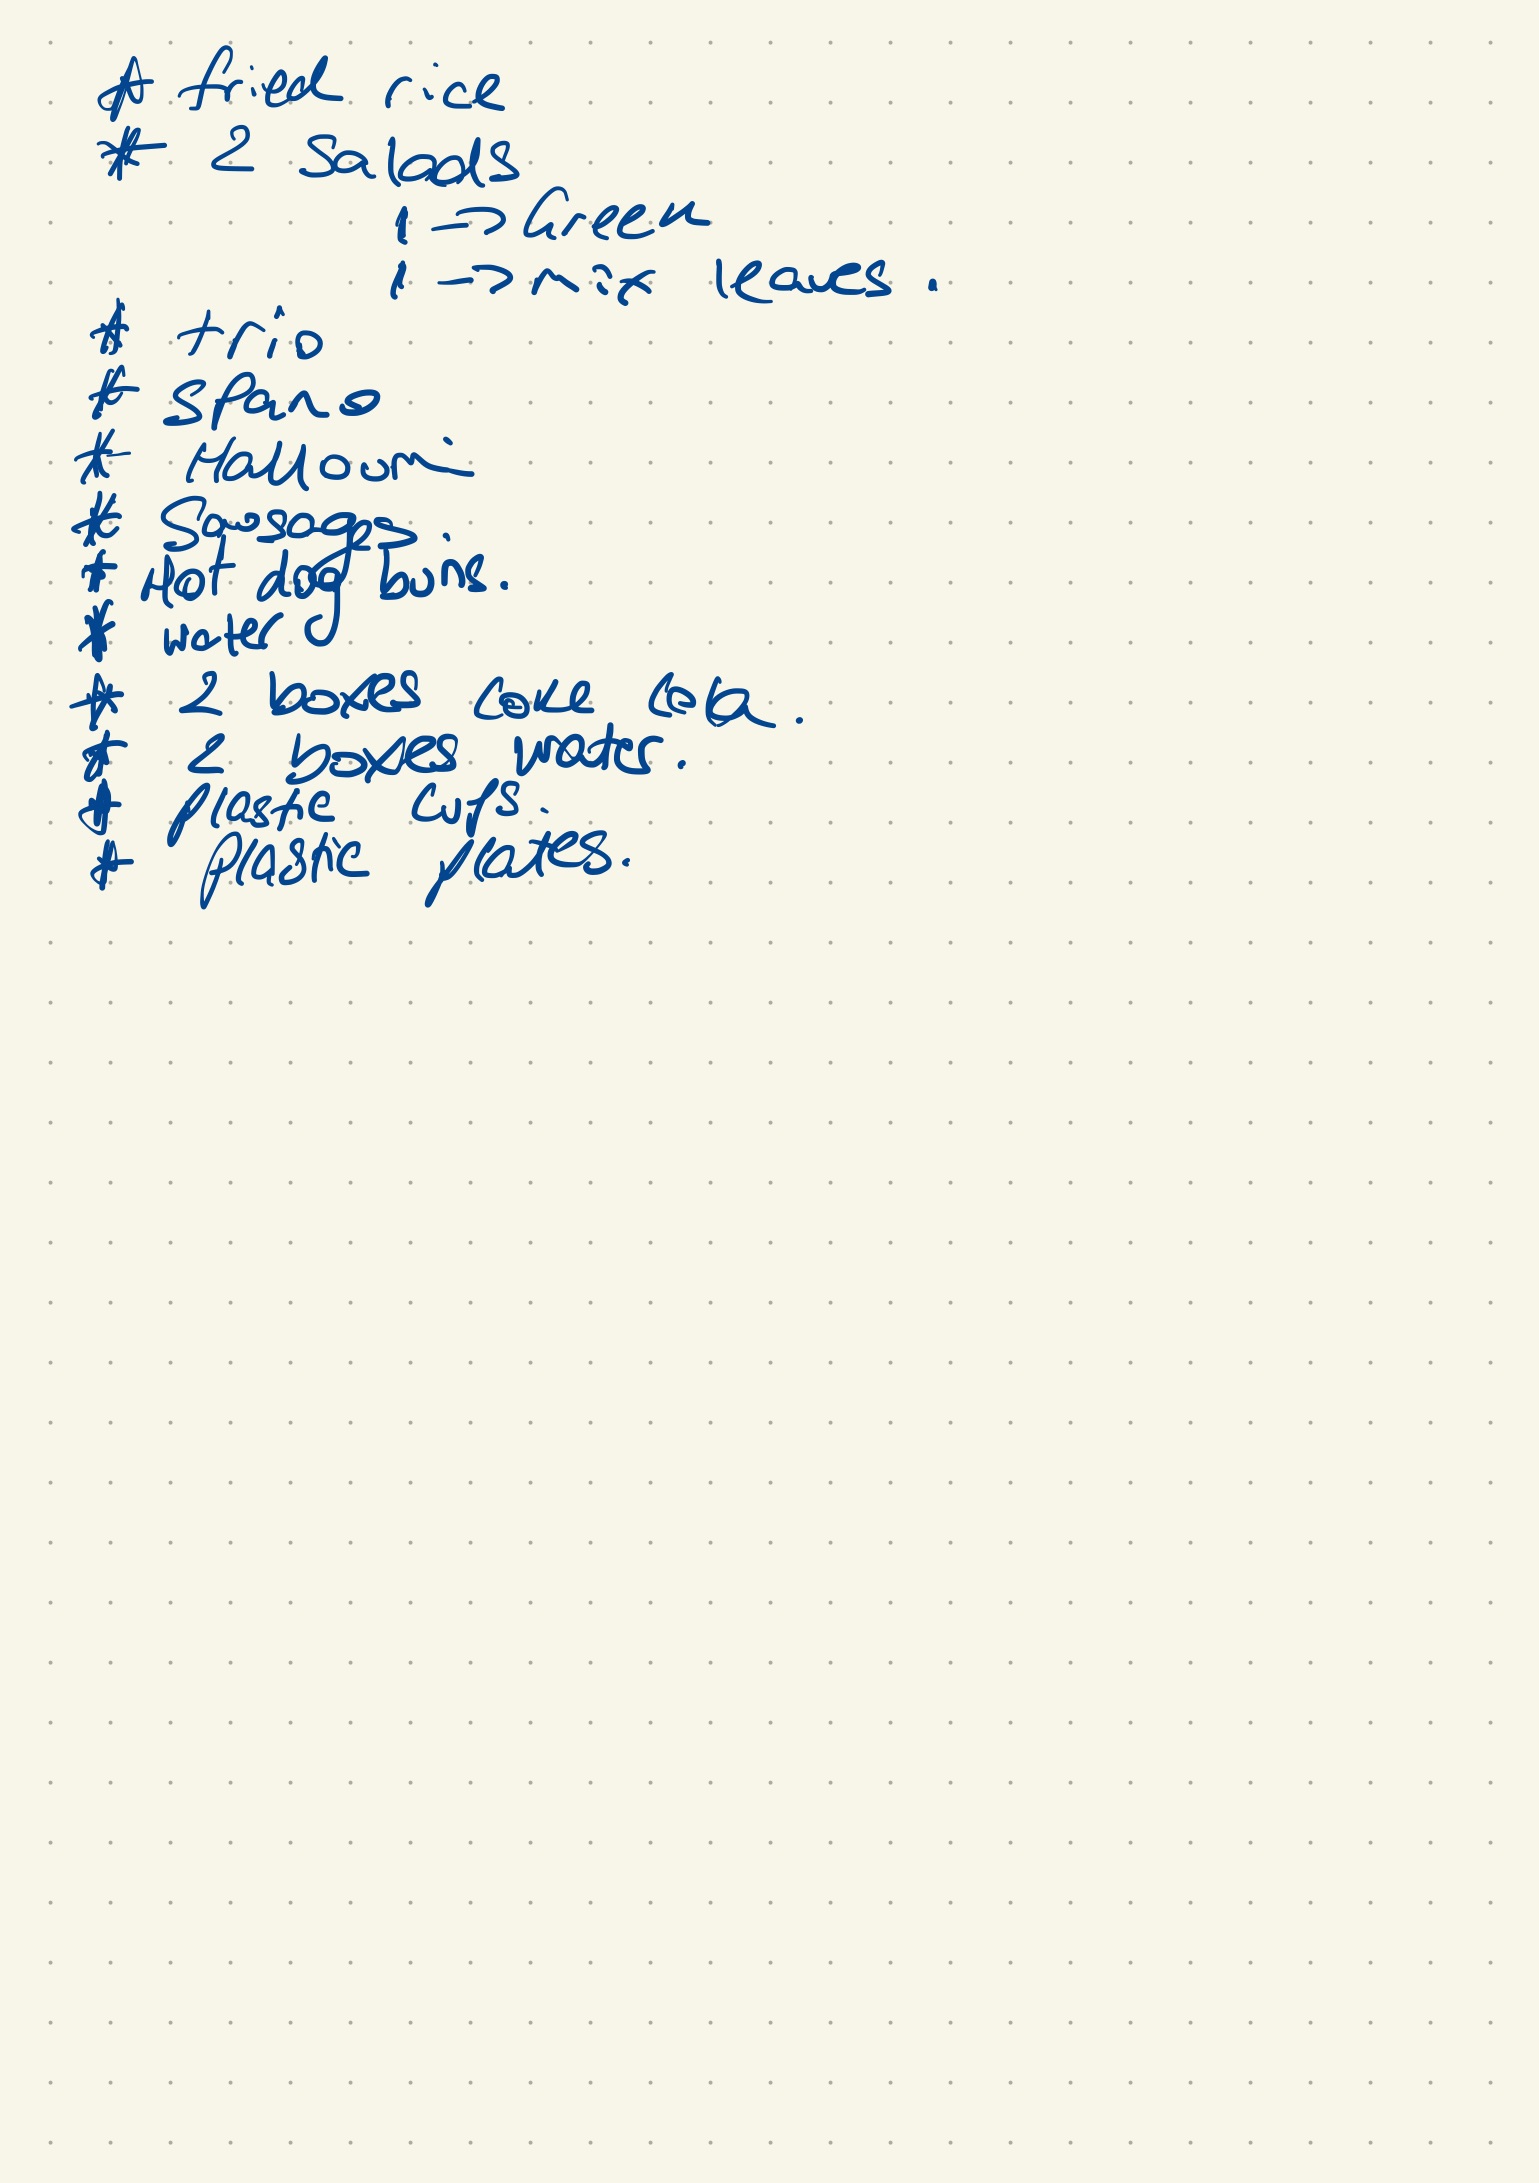 * fried rice
* 2 Salads
1 -> Green
1 -> mix leaves.
* trio
* Spano
* Halloumi
* Sausages.
* Hot dog buns.
* water
* 2 boxes coke cola.
* 2 boxes water.
* plastic cups.
* plastic plates.